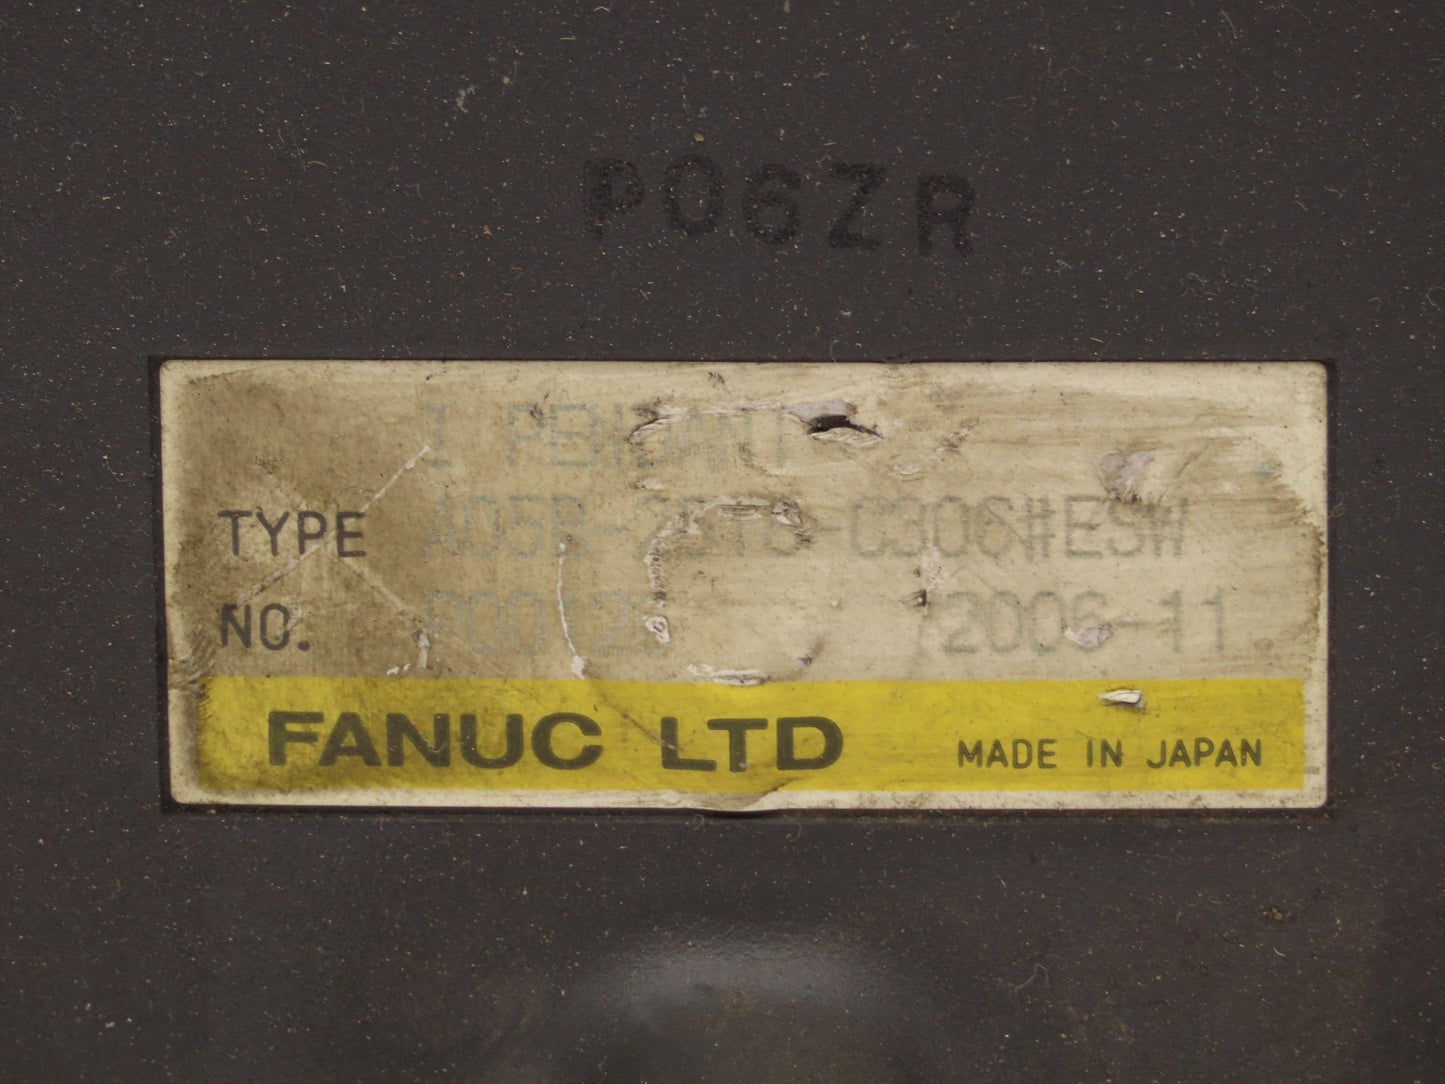 P06ZR
I PENDANT
TYPE A05B-2518-C306#ESW
NO. 2006-11
FANUC LTD MADE IN JAPAN